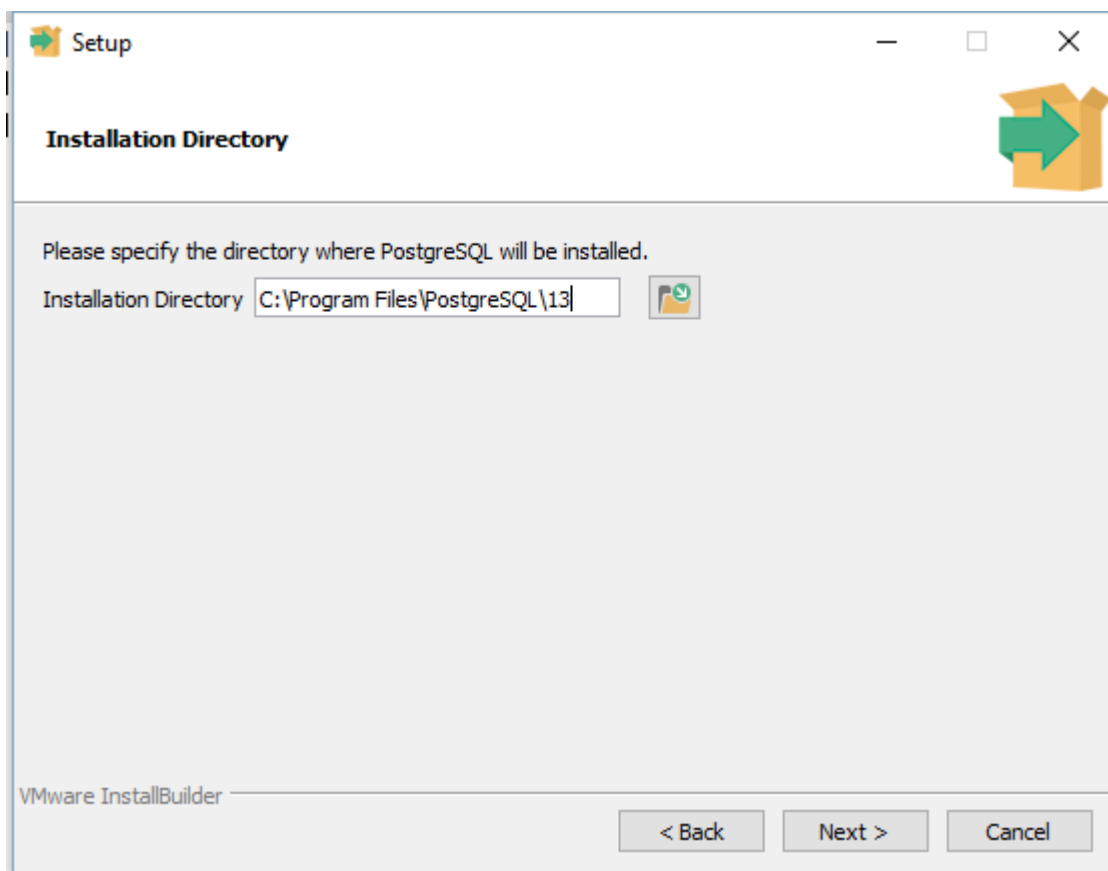 Setup
Installation Directory
Please specify the directory where PostgreSQL will be installed.
Installation Directory C:\Program Files\PostgreSQL\13
VMware InstallBuilder
< Back Next > Cancel